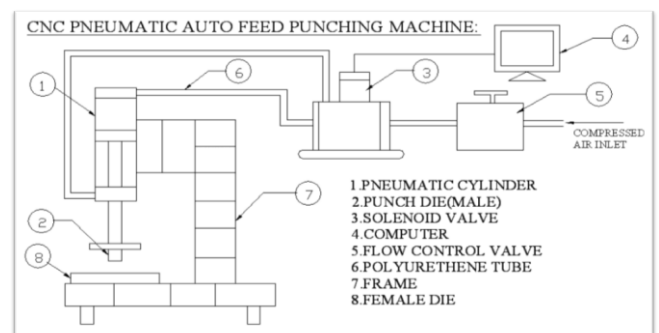 CNC PNEUMATIC AUTO FEED PUNCHING MACHINE:
4
6
3
1
5
COMPRESSED
AIR INLET
1.PNEUMATIC CYLINDER
2.PUNCH DIE(MALE)
3.SOLENOID VALVE
4.COMPUTER
5.FLOW CONTROL VALVE
6.POLYURETHENE TUBE
7.FRAME
8.FEMALE DIE
7
2
8